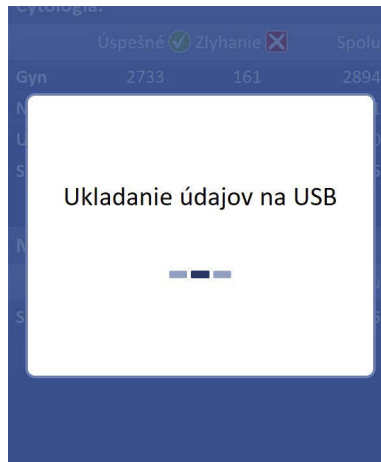 Cytológia:
Úspešné Zlyhanie Spolu
Gyn 2733 161 2894
Ukladanie údajov na USB